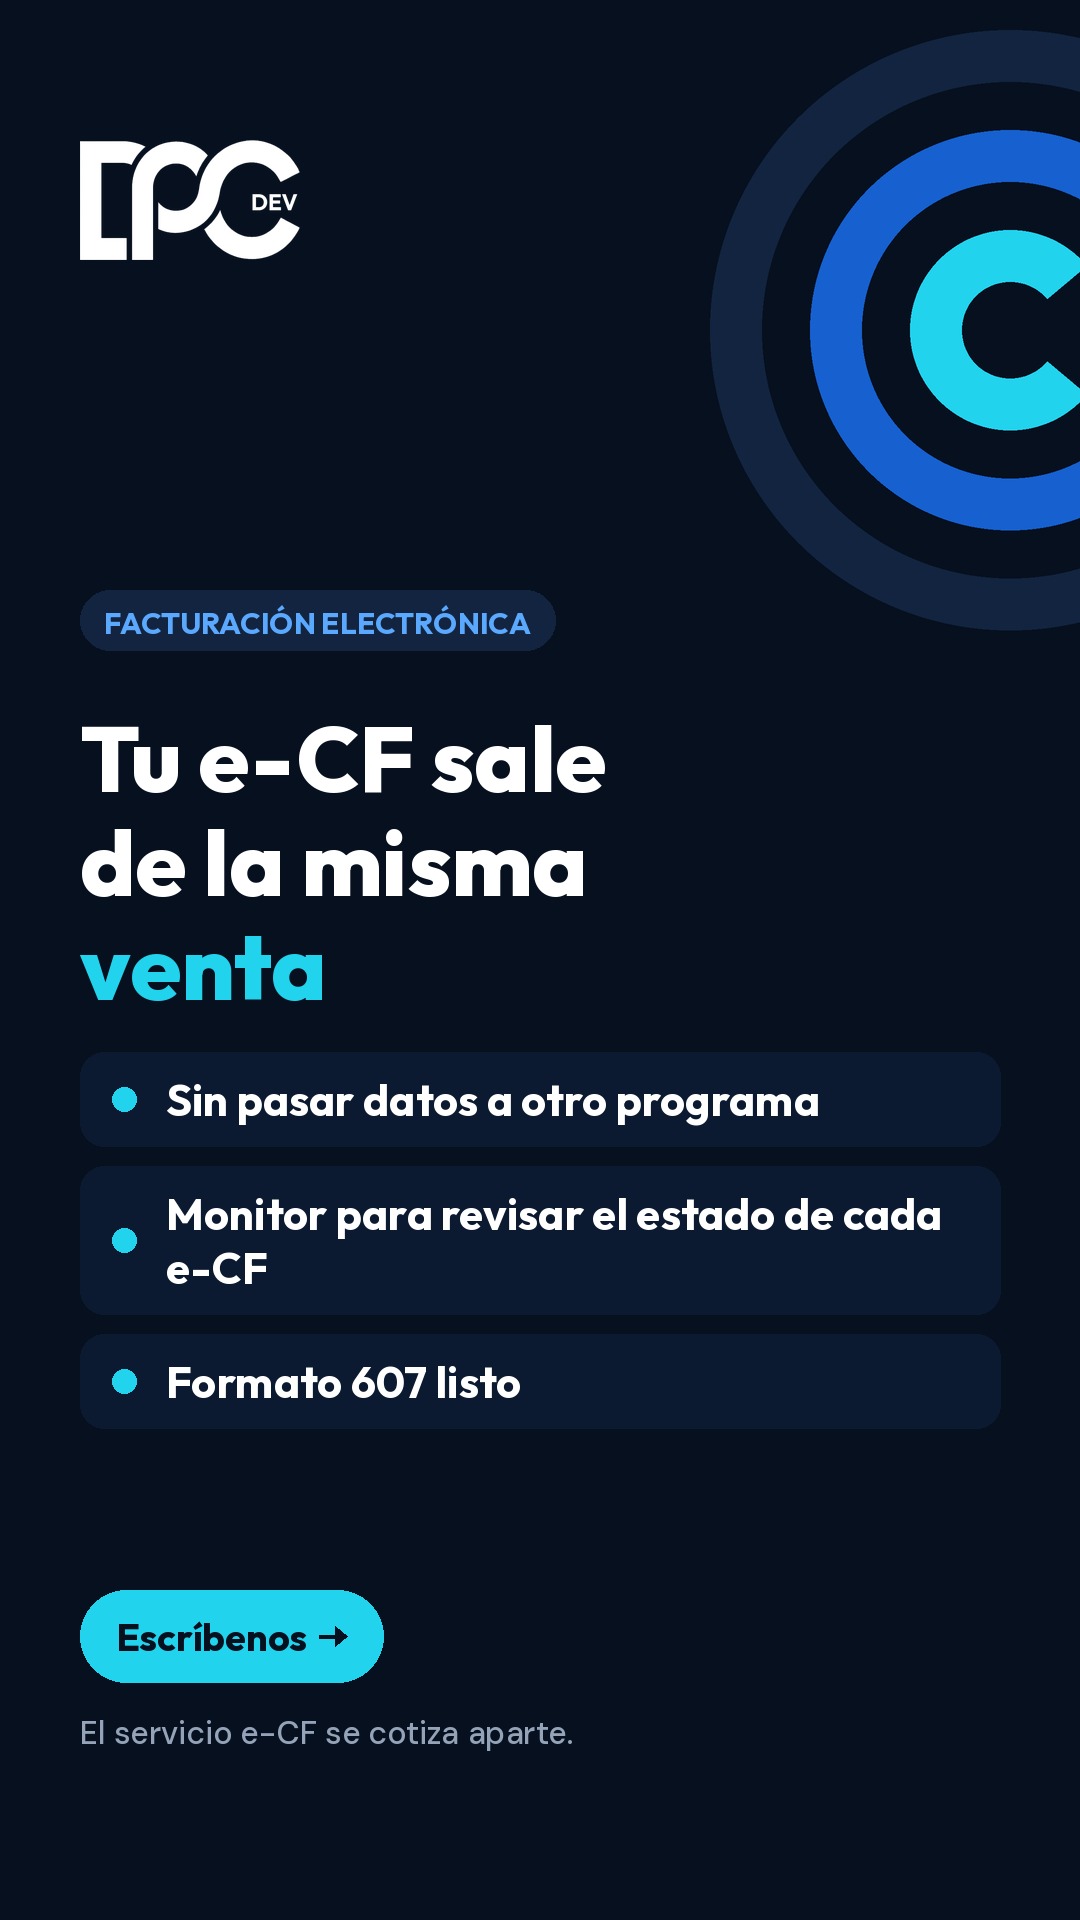 DPC
DEV
FACTURACIÓN ELECTRÓNICA
Tu e-CF sale
de la misma
venta
Sin pasar datos a otro programa
Monitor para revisar el estado de cada
e-CF
Formato 607 listo
Escríbenos →
El servicio e-CF se cotiza aparte.